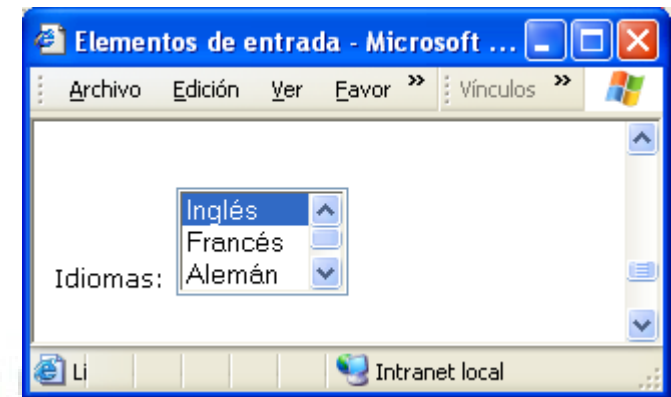 Elementos de entrada - Microsoft ...
Archivo Edición Ver Favor » Vínculos »
Inglés
Francés
Idiomas: Alemán
Li Intranet local